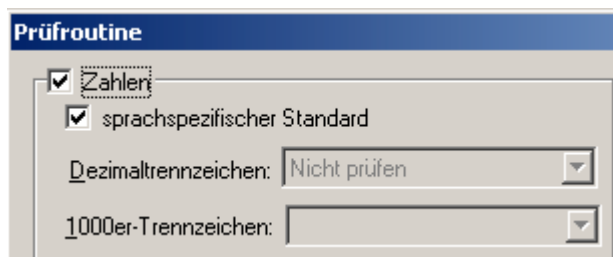 Prüfroutine
Zahlen
sprachspezifischer Standard
Dezimaltrennzeichen: Nicht prüfen
1000er-Trennzeichen: